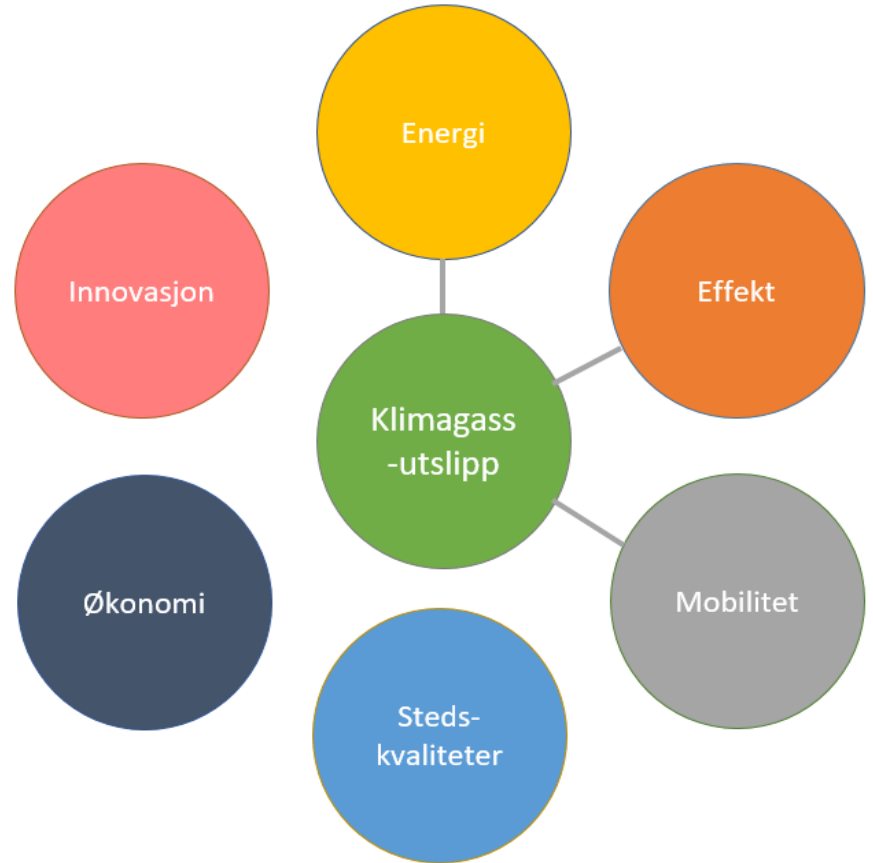 Energi
Innovasjon
Effekt
Klimagass
-utslipp
Økonomi
Mobilitet
Steds-
kvaliteter